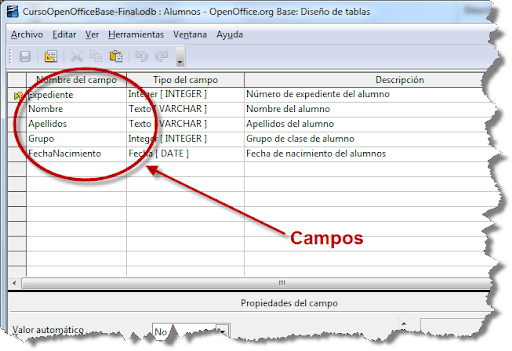 CursoOpenOfficeBase-Final.odb : Alumnos - OpenOffice.org Base: Diseño de tablas
Archivo Editar Ver Herramientas Ventana Ayuda
Nombre del campo Tipo del campo Descripción
Expediente Integer [ INTEGER ] Número de expediente del alumno
Nombre Texto [ VARCHAR ] Nombre del alumno
Apellidos Texto [ VARCHAR ] Apellidos del alumno
Grupo Integer [ INTEGER ] Grupo de clase de alumno
FechaNacimiento Fecha [ DATE ] Fecha de nacimiento del alumnos
Campos
Propiedades del campo
Valor automático No